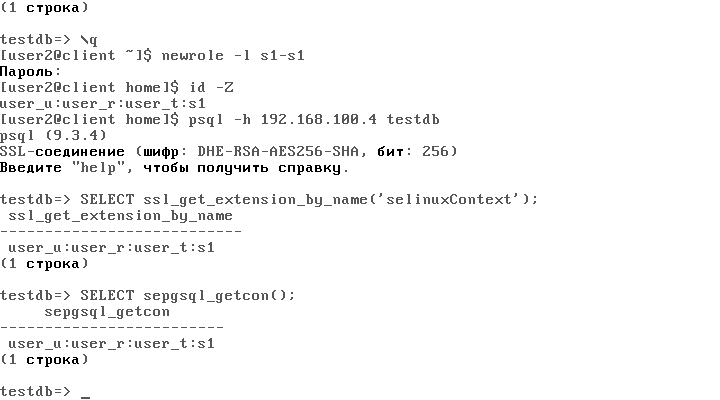 (1 строка)
testdb=> \q
[user2@client ~]$ newrole -l s1-s1
Пароль:
[user2@client home]$ id -Z
user_u:user_r:user_t:s1
[user2@client home]$ psql -h 192.168.100.4 testdb
psql (9.3.4)
SSL-соединение (шифр: DHE-RSA-AES256-SHA, бит: 256)
Введите "help", чтобы получить справку.
testdb=> SELECT ssl_get_extension_by_name('selinuxContext');
ssl_get_extension_by_name
---------------------------
user_u:user_r:user_t:s1
(1 строка)
testdb=> SELECT sepgsql_getcon();
sepgsql_getcon
-------------------------
user_u:user_r:user_t:s1
(1 строка)
testdb=> _